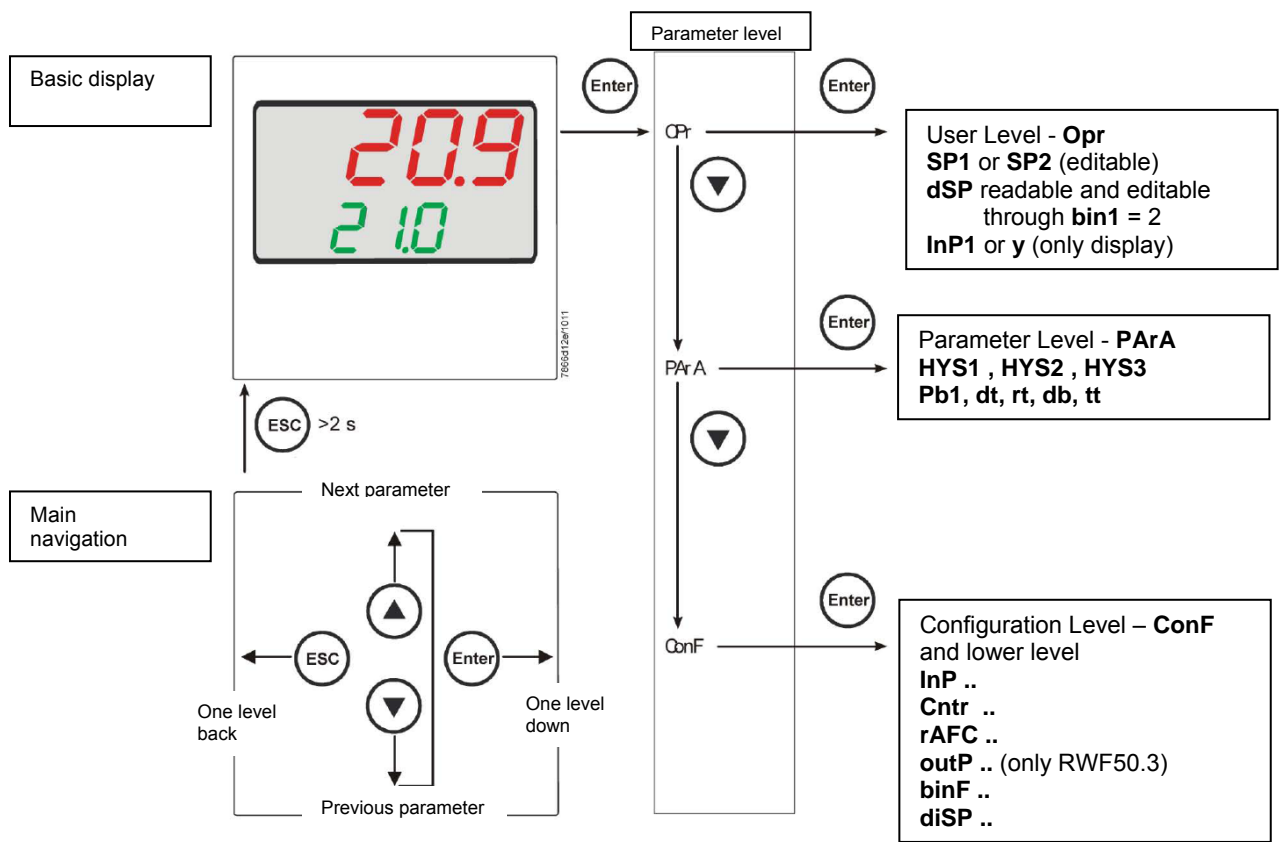 Parameter level
Basic display
Enter
Enter
20.9
21.0
OPr
User Level - Opr
SP1 or SP2 (editable)
dSP readable and editable
through bin1 = 2
InP1 or y (only display)
7866d12e/1011
Enter
PArA
Parameter Level - PArA
HYS1 , HYS2 , HYS3
Pb1, dt, rt, db, tt
ESC >2 s
Main
navigation
Next parameter
ESC
Enter
One level
back
One level
down
Previous parameter
Enter
ConF
Configuration Level – ConF
and lower level
InP ..
Cntr ..
rAFC ..
outP .. (only RWF50.3)
binF ..
diSP ..